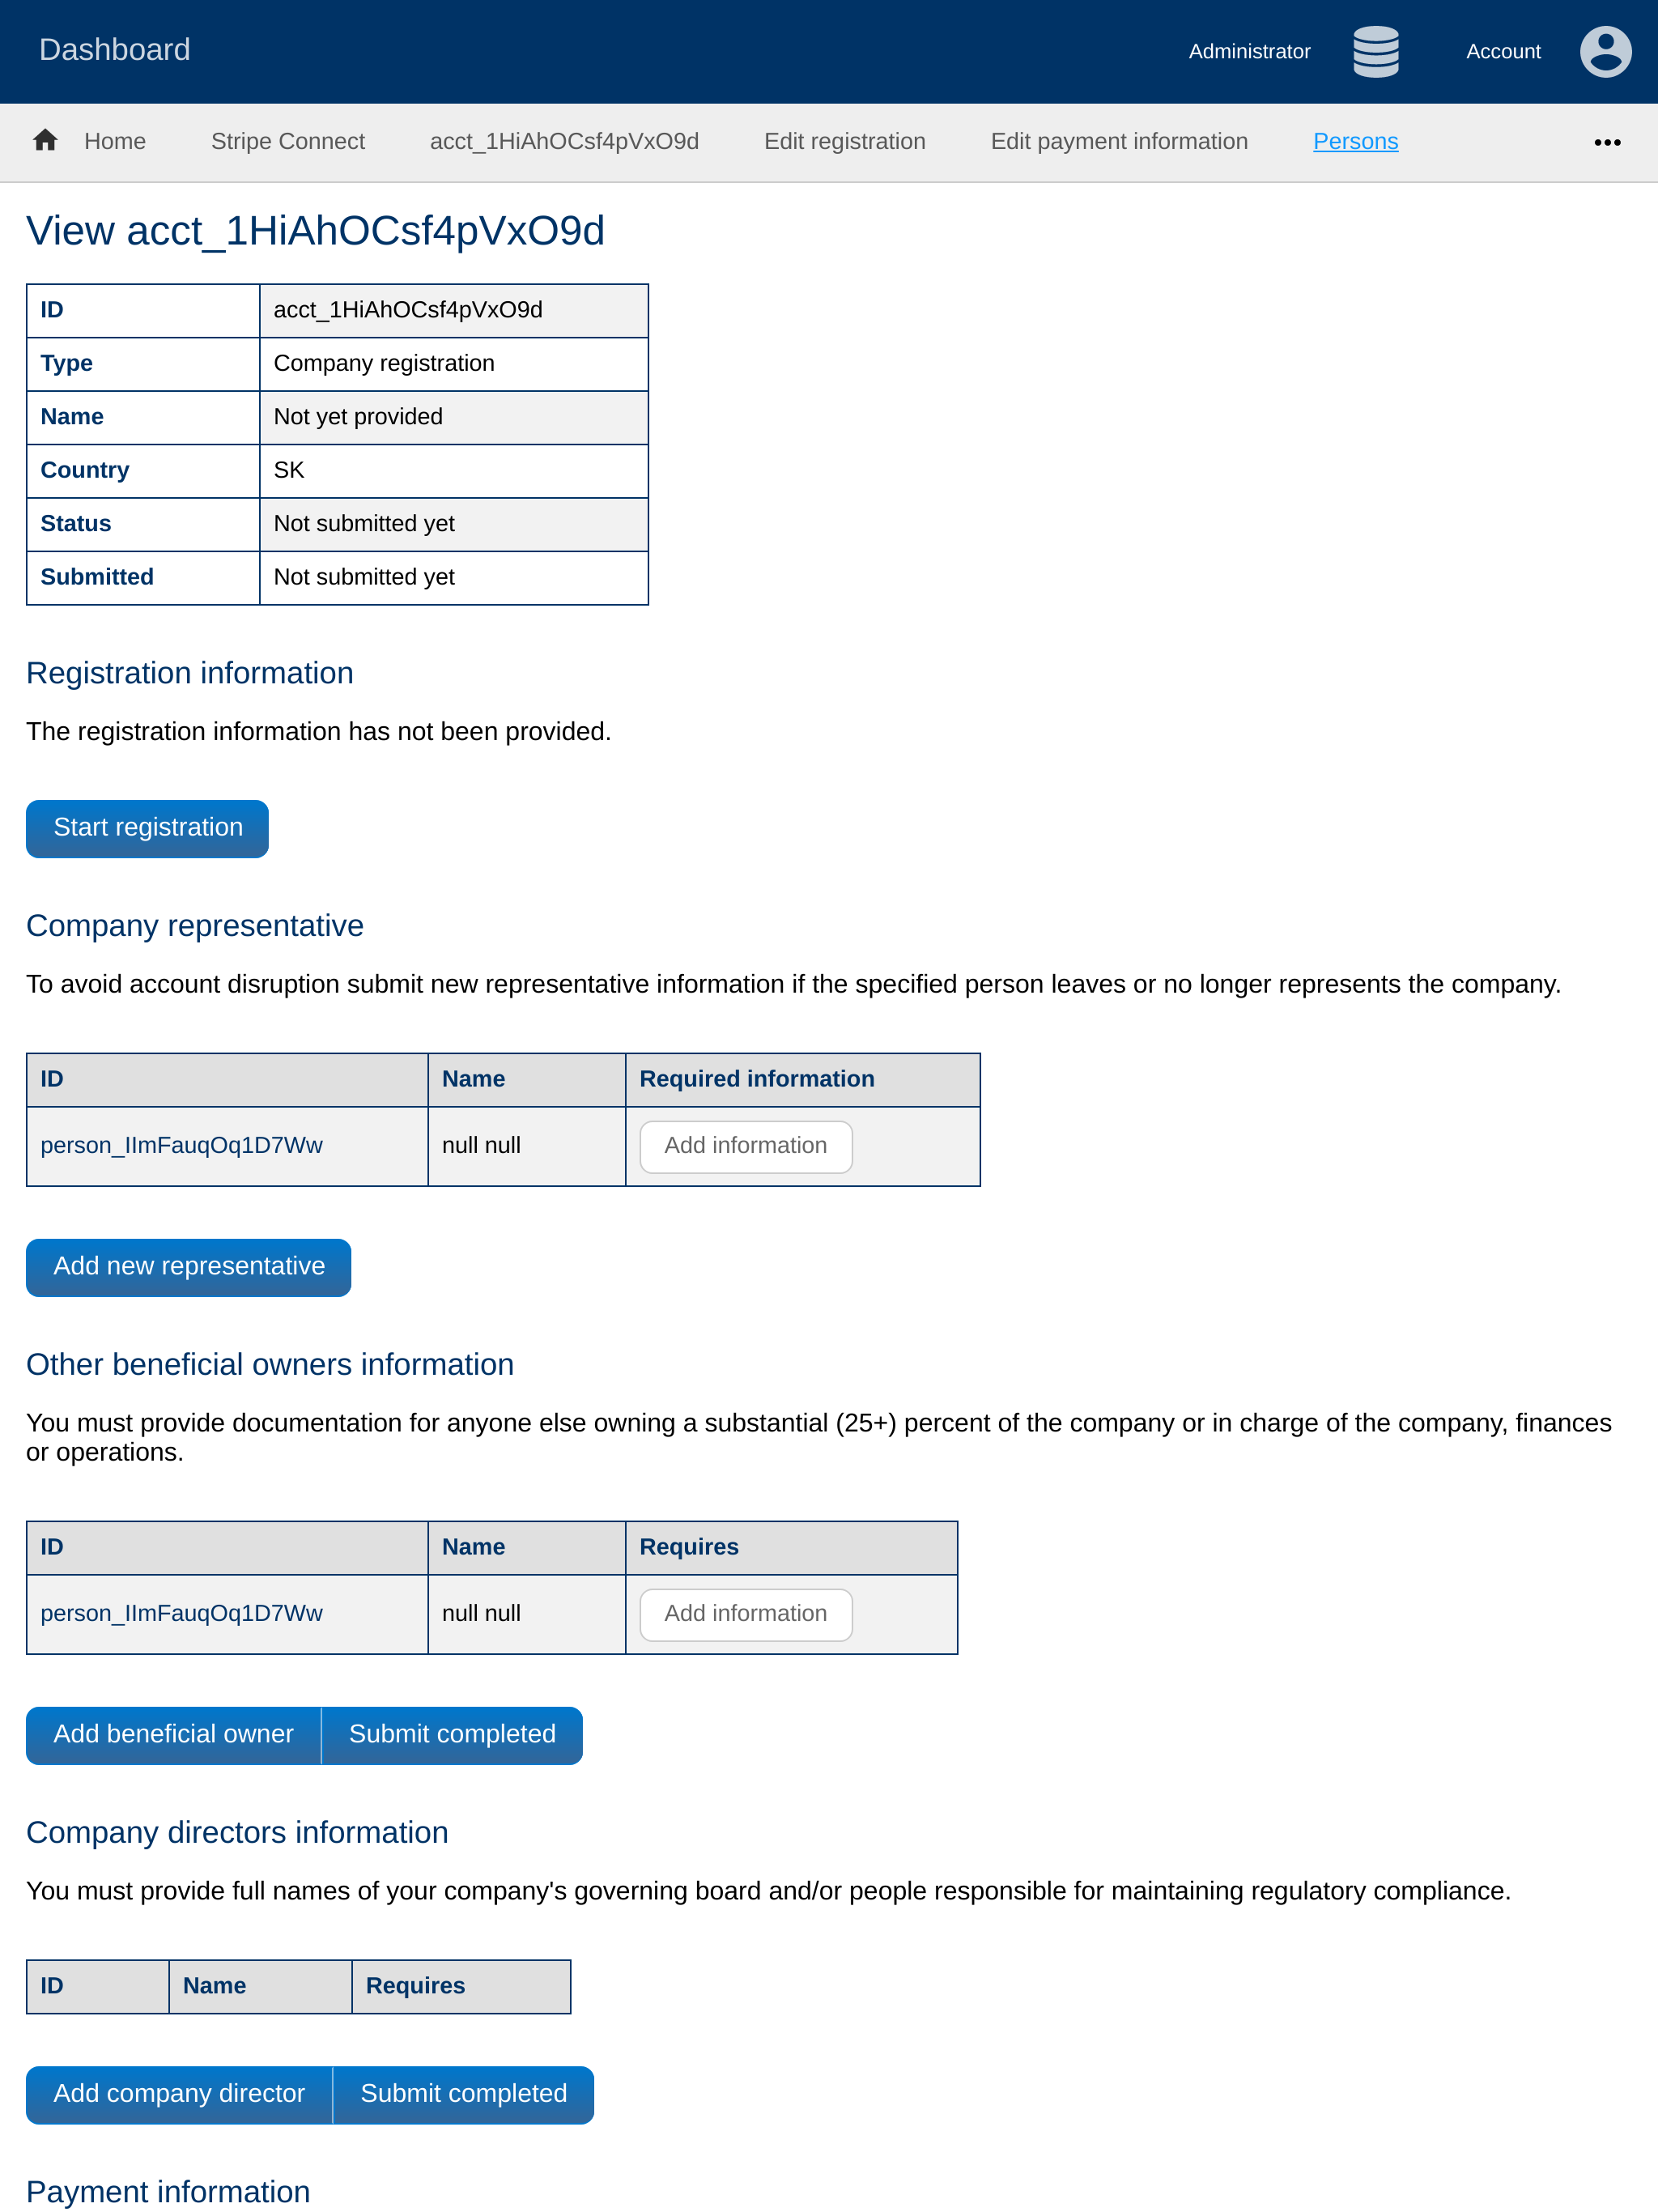 Dashboard
Administrator
Account
Home Stripe Connect acct_1HiAhOCsf4pVxO9d Edit registration Edit payment information Persons
View acct_1HiAhOCsf4pVxO9d
ID acct_1HiAhOCsf4pVxO9d
Type Company registration
Name Not yet provided
Country SK
Status Not submitted yet
Submitted Not submitted yet
Registration information
The registration information has not been provided.
Start registration
Company representative
To avoid account disruption submit new representative information if the specified person leaves or no longer represents the company.
ID Name Required information
person_IImFauqOq1D7Ww null null Add information
Add new representative
Other beneficial owners information
You must provide documentation for anyone else owning a substantial (25+) percent of the company or in charge of the company, finances
or operations.
ID Name Requires
person_IImFauqOq1D7Ww null null Add information
Add beneficial owner Submit completed
Company directors information
You must provide full names of your company's governing board and/or people responsible for maintaining regulatory compliance.
ID Name Requires
Add company director Submit completed
Payment information